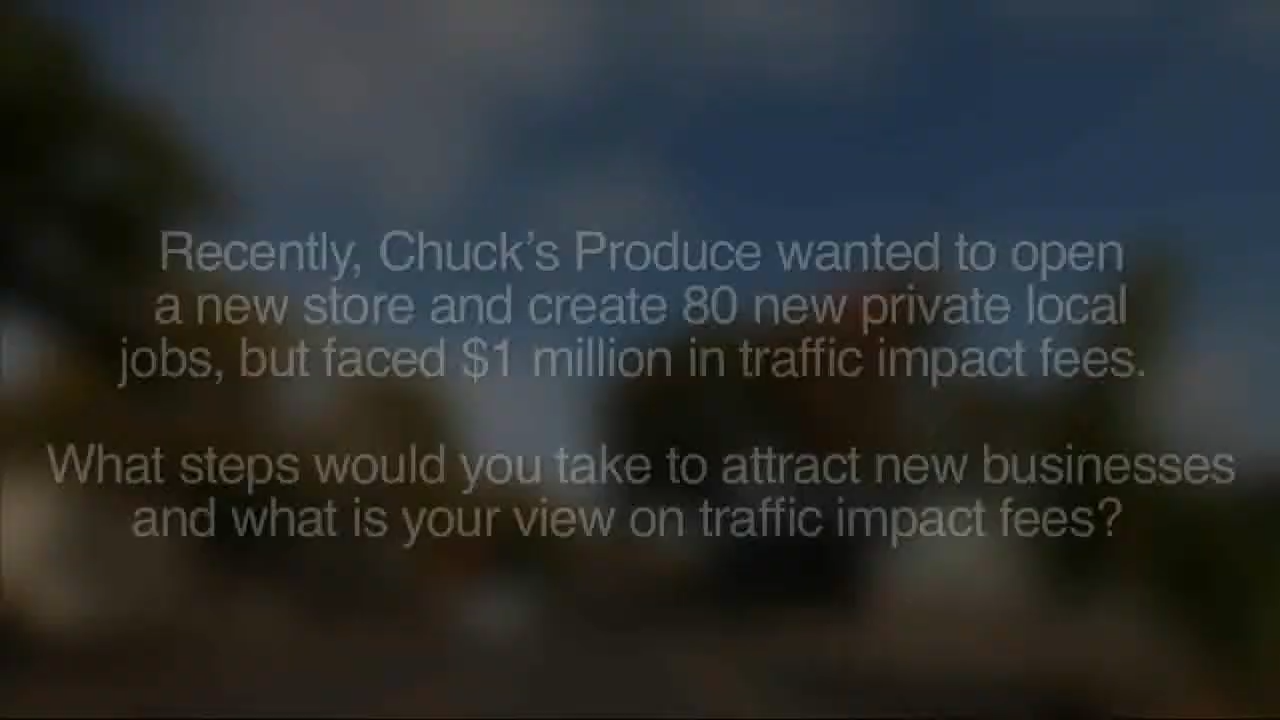 Recently, Chuck’s Produce wanted to open
a new store and create 80 new private local
jobs, but faced $1 million in traffic impact fees.
What steps would you take to attract new businesses
and what is your view on traffic impact fees?